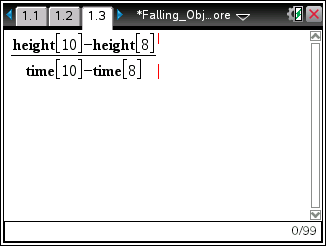 1.1 1.2 1.3 *Falling_Obj...ore
height[10]−height[8]
time[10]−time[8]
0/99